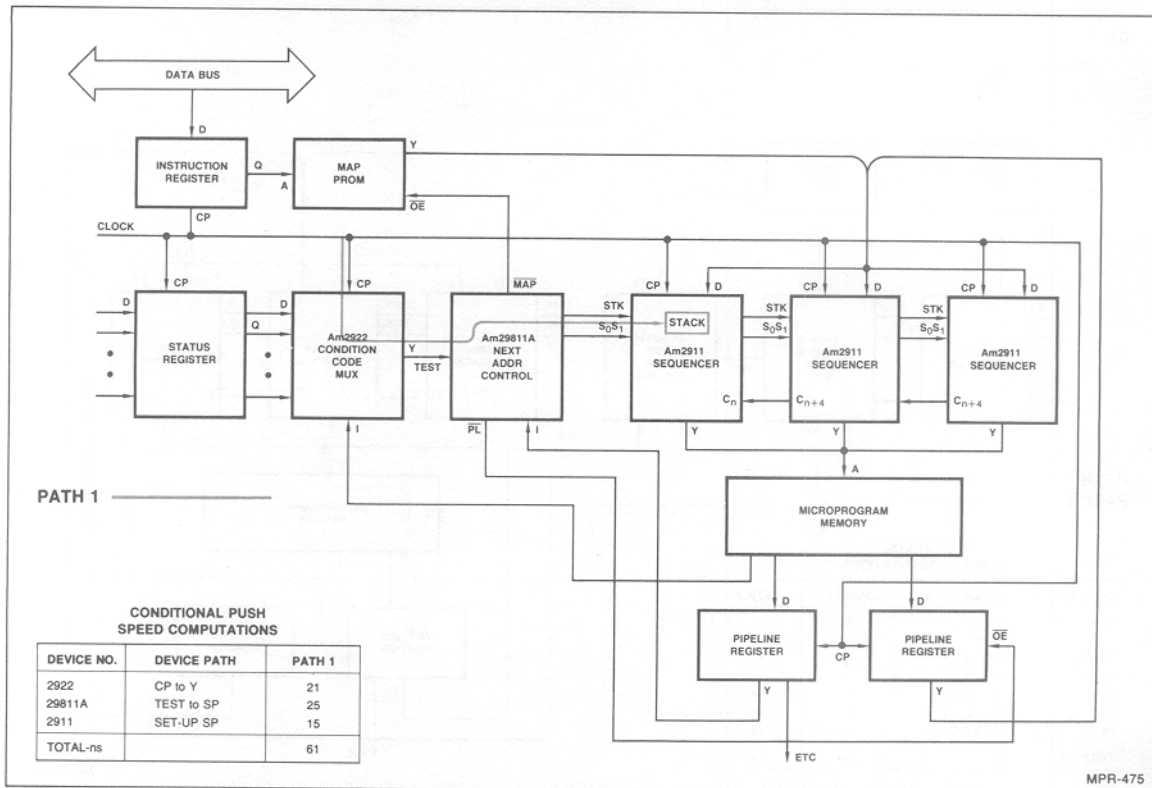 DATA BUS
D
INSTRUCTION
REGISTER
Q
A
MAP
PROM
Y
OE
CP
CLOCK
CP
CP
MAP
CP
D
CP
D
CP
D
D
STATUS
REGISTER
D
Q
Am2922
CONDITION
CODE
MUX
Y
TEST
Am29811A
NEXT
ADDR
CONTROL
STK
S0S1
STACK
Am2911
SEQUENCER
STK
S0S1
Am2911
SEQUENCER
STK
S0S1
Am2911
SEQUENCER
Cn
Cn+4
Cn+4
I
PL
I
Y
Y
Y
A
PATH 1
MICROPROGRAM
MEMORY
D
D
PIPELINE
REGISTER
CP
PIPELINE
REGISTER
OE
Y
Y
ETC
CONDITIONAL PUSH
SPEED COMPUTATIONS
DEVICE NO. DEVICE PATH PATH 1
2922 CP to Y 21
29811A TEST to SP 25
2911 SET-UP SP 15
TOTAL-ns 61
MPR-475